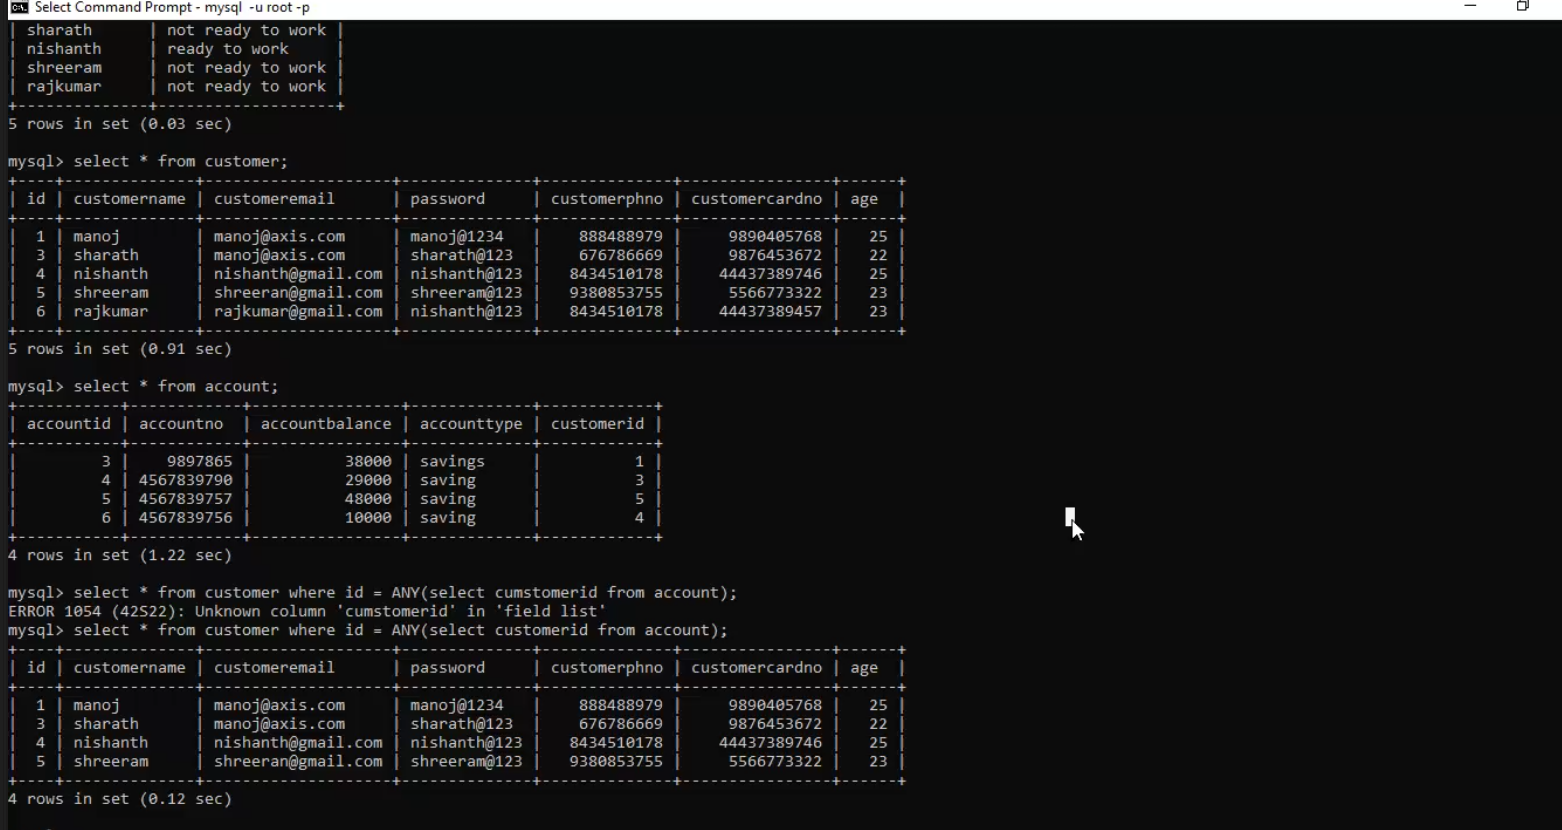 Select Command Prompt - mysql -u root -p
| sharath | not ready to work |
| nishanth | ready to work |
| shreeram | not ready to work |
| rajkumar | not ready to work |
+--------------+-------------------+
5 rows in set (0.03 sec)
mysql> select * from customer;
+----+--------------+--------------------+--------------+--------------+----------------+------+
| id | customername | customeremail | password | customerphno | customercardno | age |
+----+--------------+--------------------+--------------+--------------+----------------+------+
| 1 | manoj | manoj@axis.com | manoj@1234 | 888488979 | 9890405768 | 25 |
| 3 | sharath | manoj@axis.com | sharath@123 | 676786669 | 9876453672 | 22 |
| 4 | nishanth | nishanth@gmail.com | nishanth@123 | 8434510178 | 44437389746 | 25 |
| 5 | shreeram | shreeran@gmail.com | shreeram@123 | 9380853755 | 5566773322 | 23 |
| 6 | rajkumar | rajkumar@gmail.com | nishanth@123 | 8434510178 | 44437389457 | 23 |
+----+--------------+--------------------+--------------+--------------+----------------+------+
5 rows in set (0.91 sec)
mysql> select * from account;
+-----------+------------+----------------+-------------+------------+
| accountid | accountno | accountbalance | accounttype | customerid |
+-----------+------------+----------------+-------------+------------+
| 3 | 9897865 | 38000 | savings | 1 |
| 4 | 4567839790 | 29000 | saving | 3 |
| 5 | 4567839757 | 48000 | saving | 5 |
| 6 | 4567839756 | 10000 | saving | 4 |
+-----------+------------+----------------+-------------+------------+
4 rows in set (1.22 sec)
mysql> select * from customer where id = ANY(select cumstomerid from account);
ERROR 1054 (42S22): Unknown column 'cumstomerid' in 'field list'
mysql> select * from customer where id = ANY(select customerid from account);
+----+--------------+--------------------+--------------+--------------+----------------+------+
| id | customername | customeremail | password | customerphno | customercardno | age |
+----+--------------+--------------------+--------------+--------------+----------------+------+
| 1 | manoj | manoj@axis.com | manoj@1234 | 888488979 | 9890405768 | 25 |
| 3 | sharath | manoj@axis.com | sharath@123 | 676786669 | 9876453672 | 22 |
| 4 | nishanth | nishanth@gmail.com | nishanth@123 | 8434510178 | 44437389746 | 25 |
| 5 | shreeram | shreeran@gmail.com | shreeram@123 | 9380853755 | 5566773322 | 23 |
+----+--------------+--------------------+--------------+--------------+----------------+------+
4 rows in set (0.12 sec)